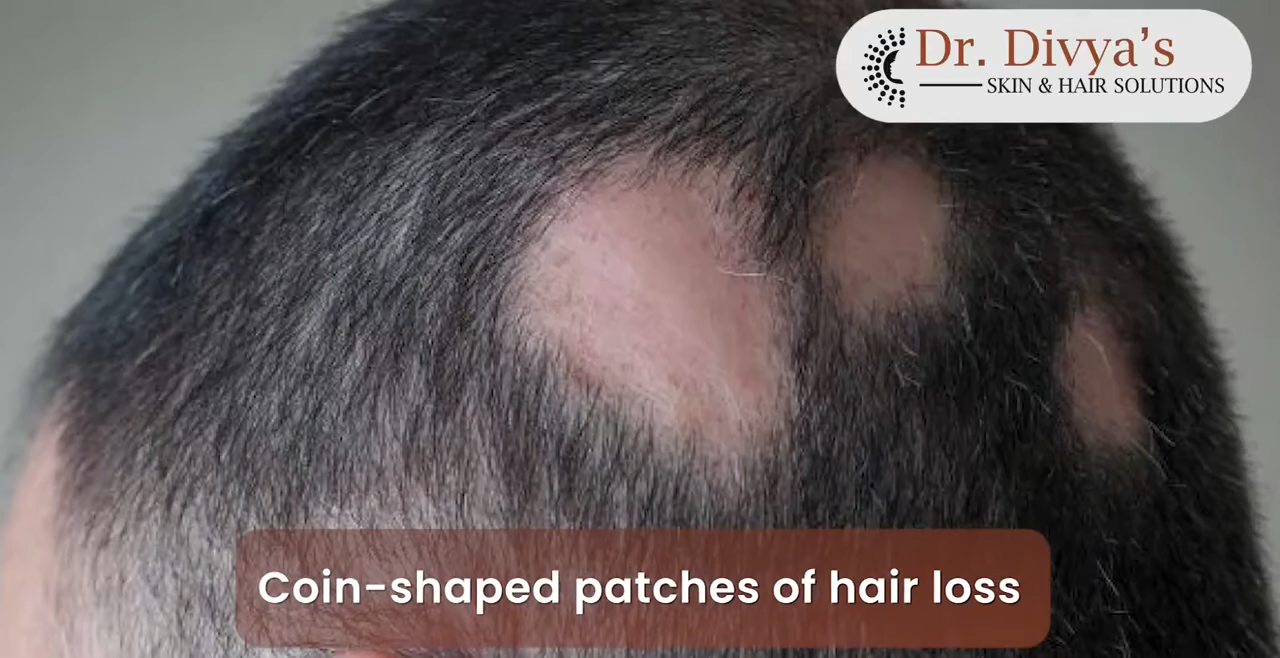 Dr. Divya's
SKIN & HAIR SOLUTIONS
Coin-shaped patches of hair loss